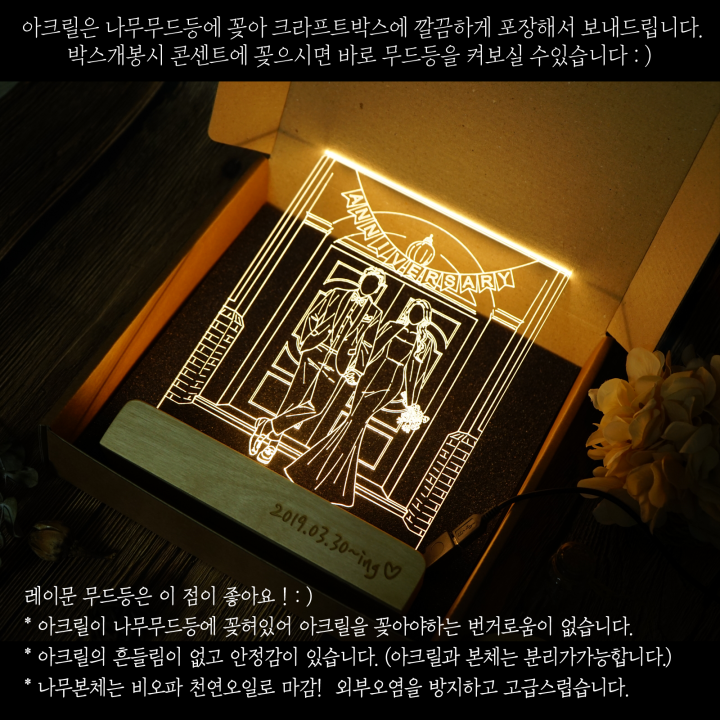 아크릴은 나무무드등에 꽂아 크라프트박스에 깔끔하게 포장해서 보내드립니다.
박스개봉시 콘센트에 꽂으시면 바로 무드등을 켜보실 수있습니다 : )
ANNIVERSARY
2019.03.30~ing♡
레이문 무드등은 이 점이 좋아요 ! : )
* 아크릴이 나무무드등에 꽂혀있어 아크릴을 꽂아야하는 번거로움이 없습니다.
* 아크릴의 흔들림이 없고 안정감이 있습니다. (아크릴과 본체는 분리가가능합니다.)
* 나무본체는 비오파 천연오일로 마감! 외부오염을 방지하고 고급스럽습니다.